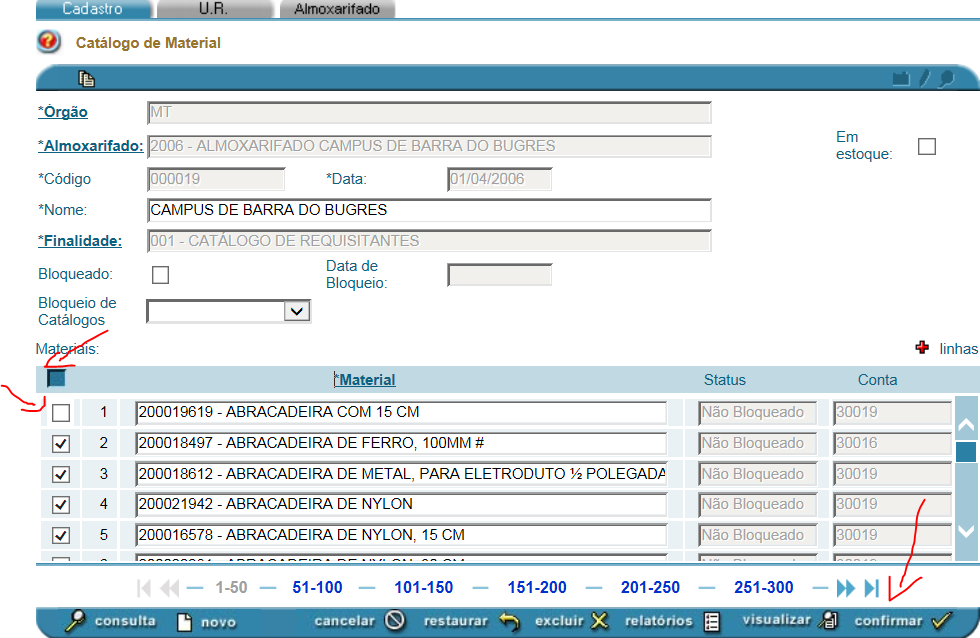 Cadastro U.R. Almoxarifado
Catálogo de Material
*Órgão MT
*Almoxarifado: 2006 - ALMOXARIFADO CAMPUS DE BARRA DO BUGRES Em estoque:
*Código 000019 *Data: 01/04/2006
*Nome: CAMPUS DE BARRA DO BUGRES
*Finalidade: 001 - CATÁLOGO DE REQUISITANTES
Bloqueado: Data de Bloqueio:
Bloqueio de Catálogos
Materiais: linhas
*Material Status Conta
1 200019619 - ABRACADEIRA COM 15 CM Não Bloqueado 30019
2 200018497 - ABRACADEIRA DE FERRO, 100MM # Não Bloqueado 30016
3 200018612 - ABRACADEIRA DE METAL, PARA ELETRODUTO ½ POLEGADA Não Bloqueado 30019
4 200021942 - ABRACADEIRA DE NYLON Não Bloqueado 30019
5 200016578 - ABRACADEIRA DE NYLON, 15 CM Não Bloqueado 30019
1-50 51-100 101-150 151-200 201-250 251-300
consulta novo cancelar restaurar excluir relatórios visualizar confirmar